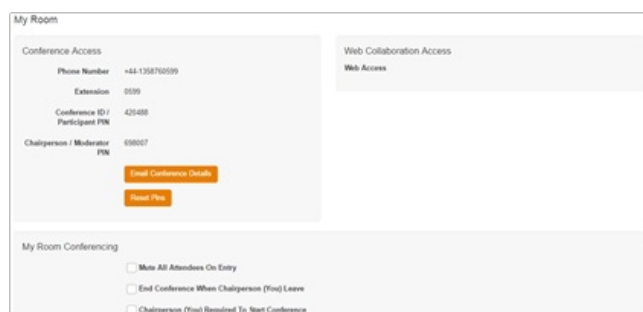 My Room
Conference Access
Phone Number +44-1358760599
Extension 0599
Conference ID /
Participant PIN 420488
Chairperson / Moderator
PIN 698007
Email Conference Details
Reset Pins
Web Collaboration Access
Web Access
My Room Conferencing
Mute All Attendees On Entry
End Conference When Chairperson (You) Leave
Chairperson (You) Required To Start Conference